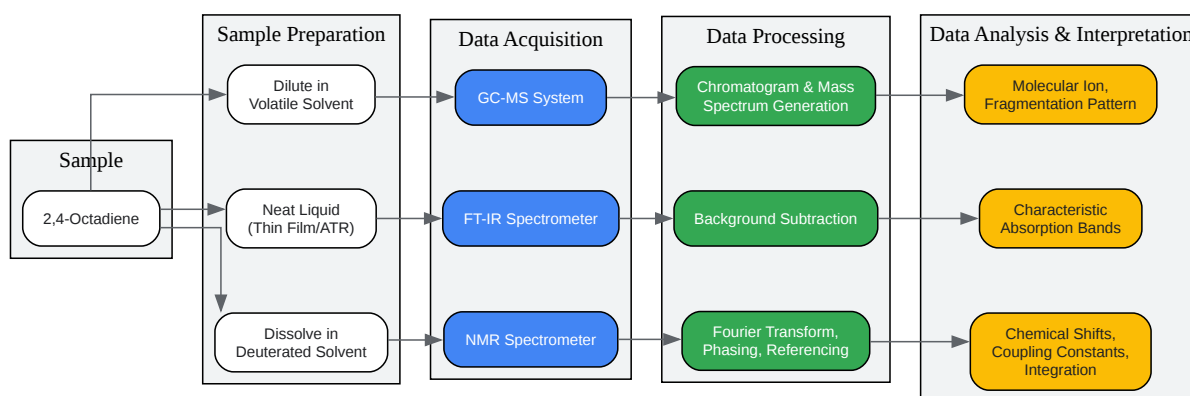 Sample
2,4-Octadiene
Sample Preparation
Dilute in
Volatile Solvent
Neat Liquid
(Thin Film/ATR)
Dissolve in
Deuterated Solvent
Data Acquisition
GC-MS System
FT-IR Spectrometer
NMR Spectrometer
Data Processing
Chromatogram & Mass
Spectrum Generation
Background Subtraction
Fourier Transform,
Phasing, Referencing
Data Analysis & Interpretation
Molecular Ion,
Fragmentation Pattern
Characteristic
Absorption Bands
Chemical Shifts,
Coupling Constants,
Integration